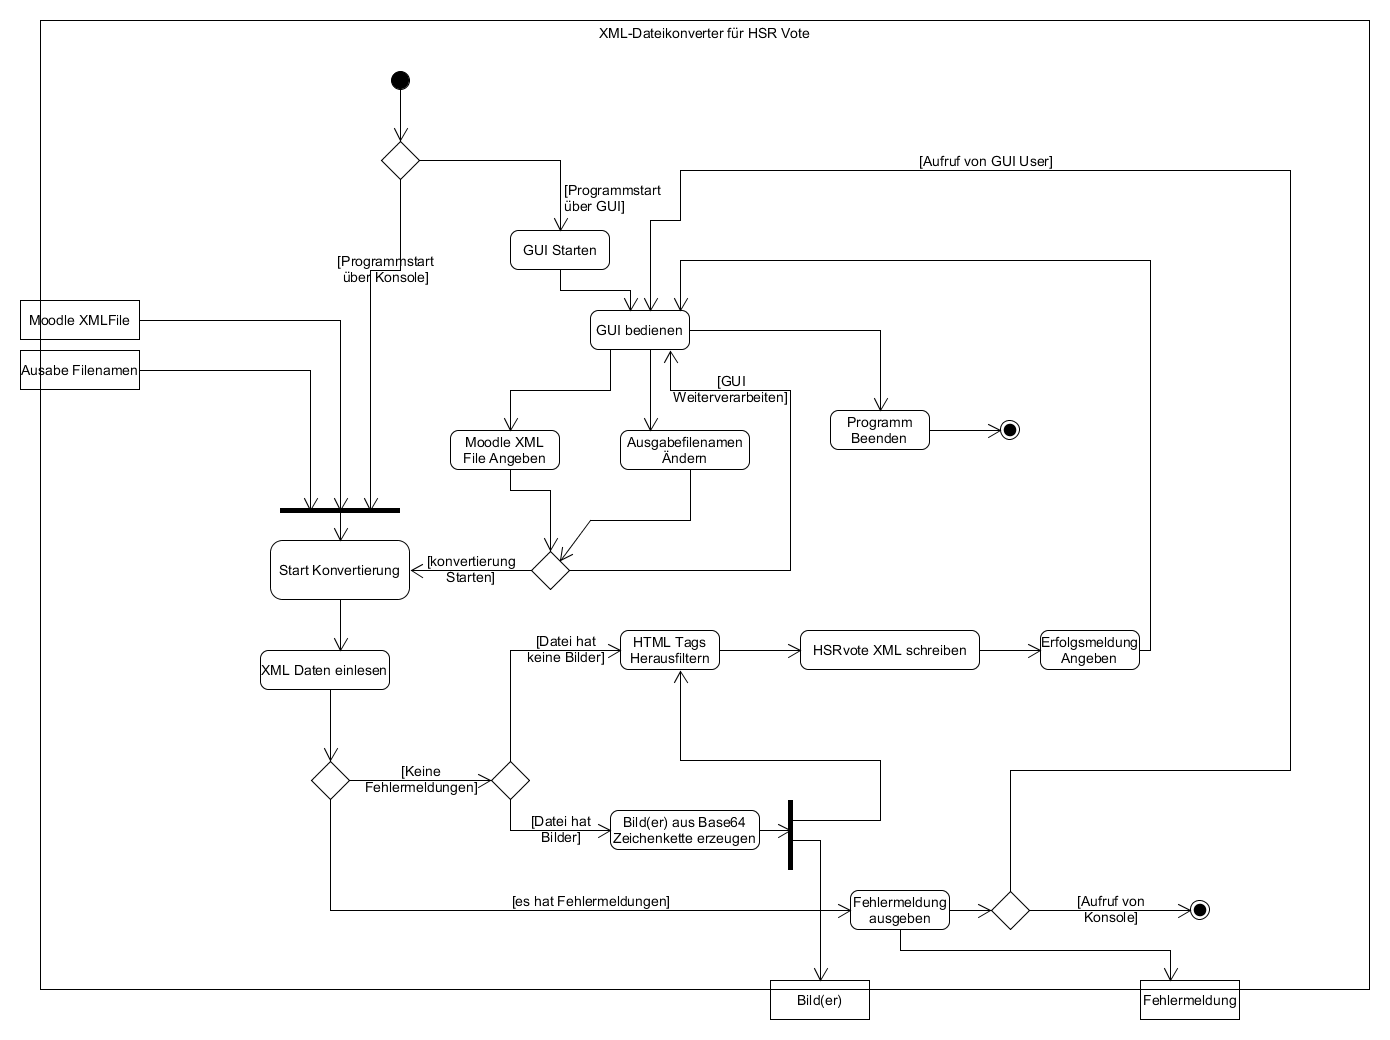 XML-Dateikonverter für HSR Vote
[Aufruf von GUI User]
[Programmstart
über GUI]
GUI Starten
[Programmstart
über Konsole]
Moodle XMLFile
GUI bedienen
Ausabe Filenamen
[GUI
Weiterverarbeiten]
Programm
Beenden
Moodle XML
File Angeben
Ausgabefilenamen
Ändern
Start Konvertierung
[konvertierung
Starten]
[Datei hat
keine Bilder]
HTML Tags
Herausfiltern
HSRvote XML schreiben
Erfolgsmeldung
Angeben
XML Daten einlesen
[Keine
Fehlermeldungen]
[Datei hat
Bilder]
Bild(er) aus Base64
Zeichenkette erzeugen
[es hat Fehlermeldungen]
Fehlermeldung
ausgeben
[Aufruf von
Konsole]
Bild(er)
Fehlermeldung